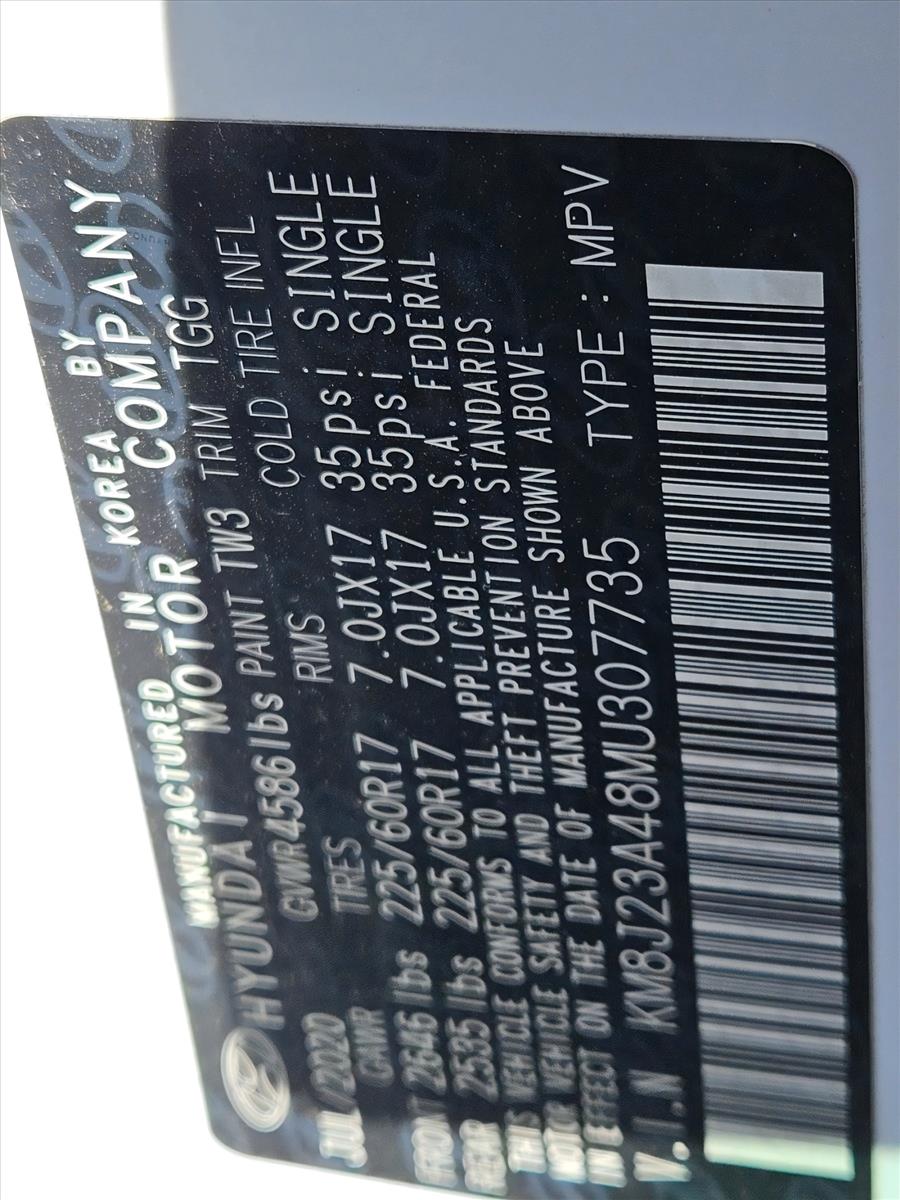 MANUFACTURED IN KOREA BY
HYUNDAI MOTOR COMPANY
GVWR4586lbs PAINT TW3 TRIM TGG
JUL/2020
GAWR TIRES RIMS COLD TIRE INFL
FRONT 2646 lbs 225/60R17 7.0JX17 35psi SINGLE
REAR 2535 lbs 225/60R17 7.0JX17 35psi SINGLE
THIS VEHICLE CONFORMS TO ALL APPLICABLE U.S.A. FEDERAL
MOTOR VEHICLE SAFETY AND THEFT PREVENTION STANDARDS
IN EFFECT ON THE DATE OF MANUFACTURE SHOWN ABOVE
V.I.N KM8J23A48MU307735 TYPE : MPV